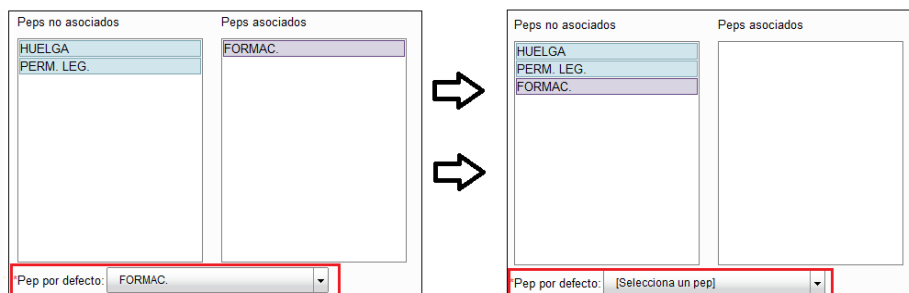 Peps no asociados
Peps asociados
HUELGA
PERM. LEG.
FORMAC.
*Pep por defecto:
FORMAC.
Peps no asociados
Peps asociados
HUELGA
PERM. LEG.
FORMAC.
*Pep por defecto:
[Selecciona un pep]